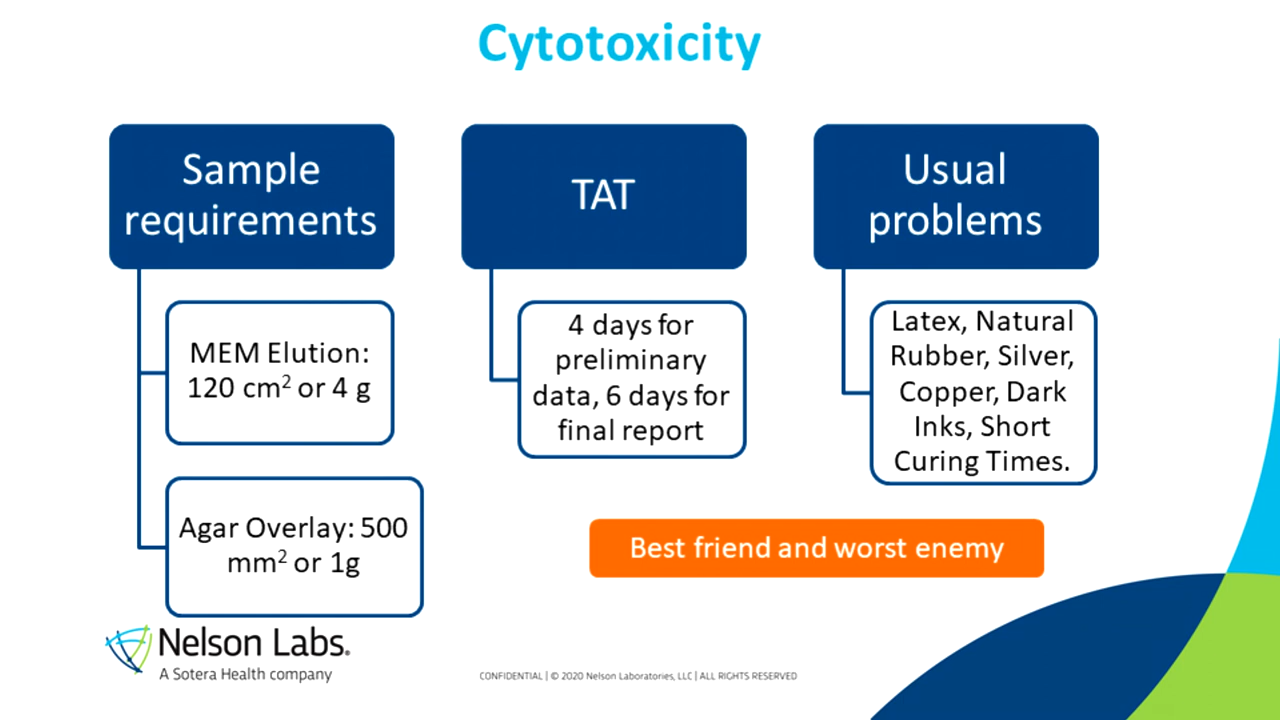 Cytotoxicity
Sample
requirements
MEM Elution:
120 cm² or 4 g
Agar Overlay: 500
mm² or 1g
TAT
4 days for
preliminary
data, 6 days for
final report
Usual
problems
Latex, Natural
Rubber, Silver,
Copper, Dark
Inks, Short
Curing Times.
Best friend and worst enemy
Nelson Labs.®
A Sotera Health company
CONFIDENTIAL | © 2020 Nelson Laboratories, LLC | ALL RIGHTS RESERVED